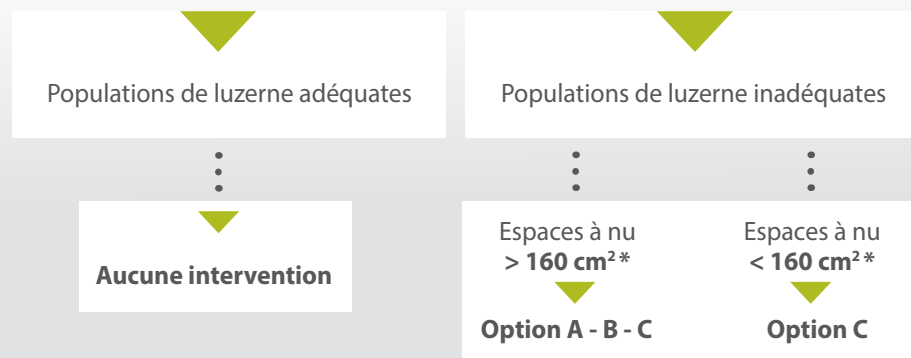 Populations de luzerne adéquates
Populations de luzerne inadéquates
Aucune intervention
Espaces à nu
> 160 cm² *
Option A - B - C
Espaces à nu
< 160 cm² *
Option C